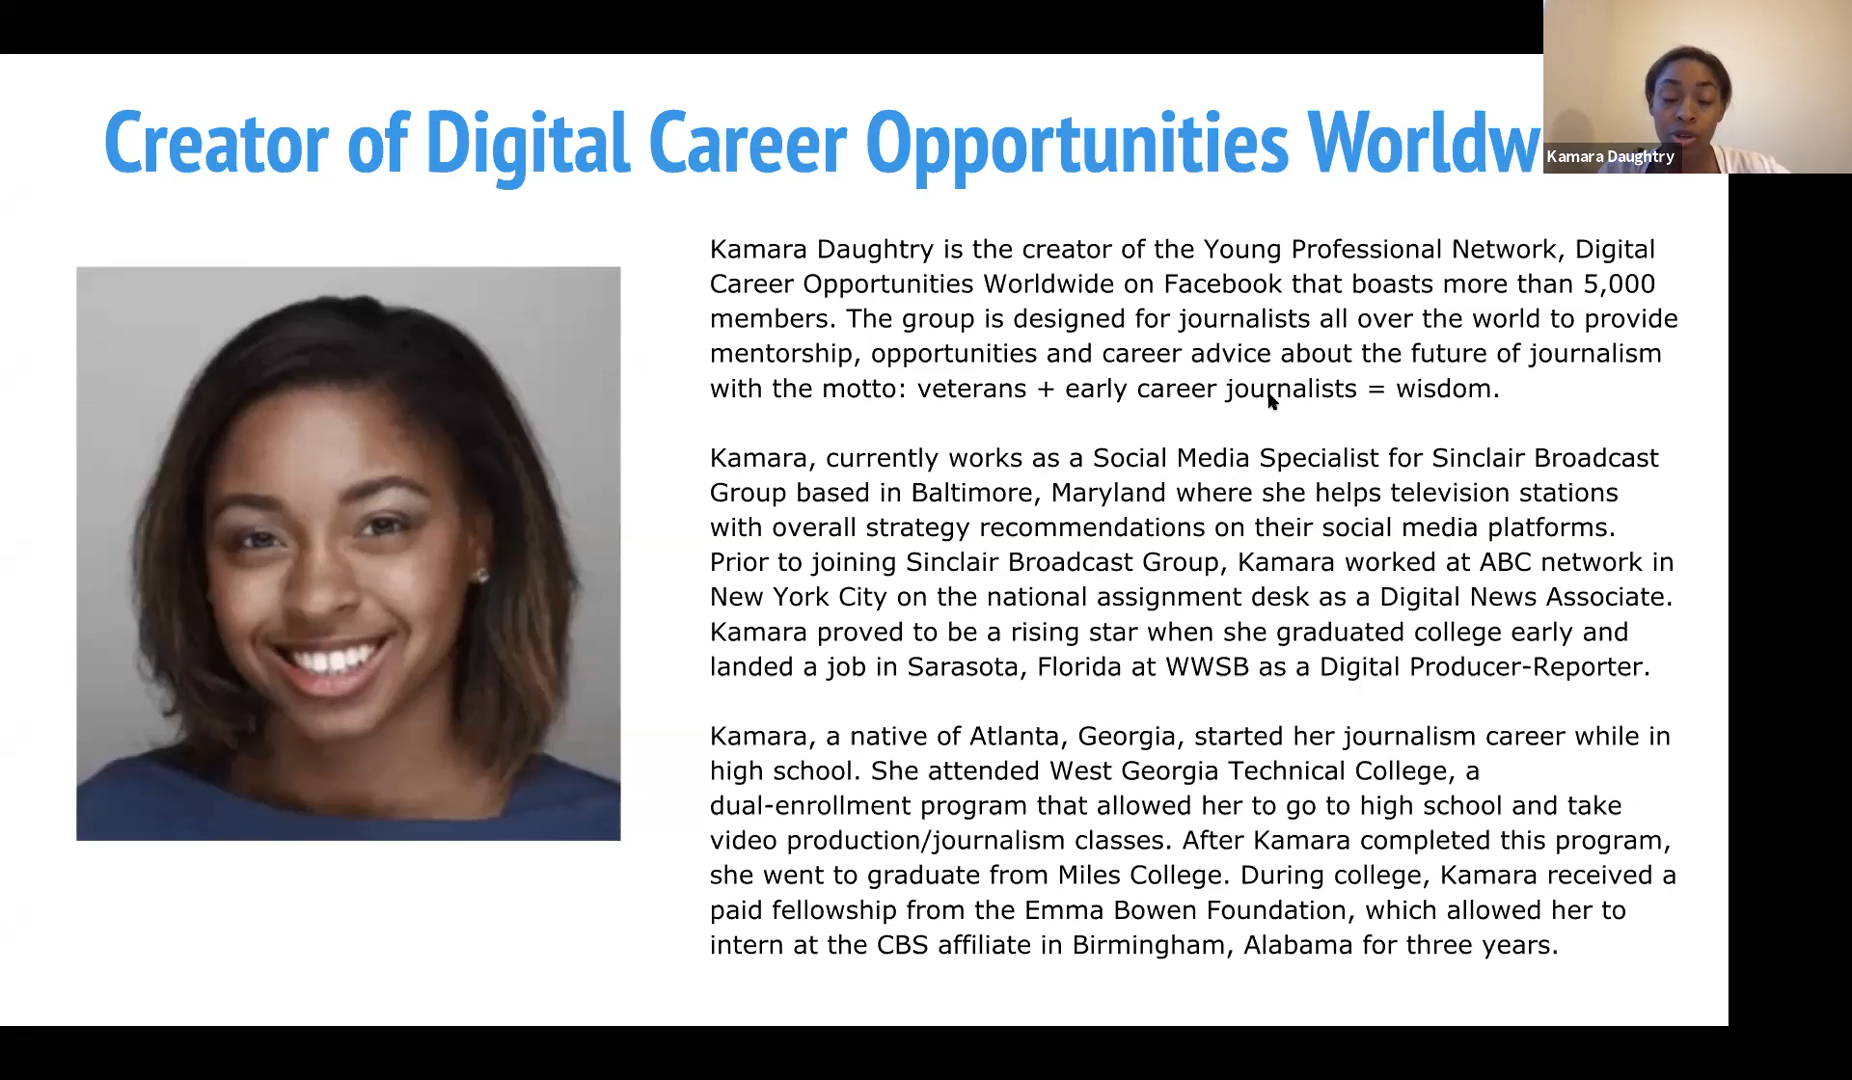 Creator of Digital Career Opportunities Worldw
Kamara Daughtry
Kamara Daughtry is the creator of the Young Professional Network, Digital
Career Opportunities Worldwide on Facebook that boasts more than 5,000
members. The group is designed for journalists all over the world to provide
mentorship, opportunities and career advice about the future of journalism
with the motto: veterans + early career journalists = wisdom.
Kamara, currently works as a Social Media Specialist for Sinclair Broadcast
Group based in Baltimore, Maryland where she helps television stations
with overall strategy recommendations on their social media platforms.
Prior to joining Sinclair Broadcast Group, Kamara worked at ABC network in
New York City on the national assignment desk as a Digital News Associate.
Kamara proved to be a rising star when she graduated college early and
landed a job in Sarasota, Florida at WWSB as a Digital Producer-Reporter.
Kamara, a native of Atlanta, Georgia, started her journalism career while in
high school. She attended West Georgia Technical College, a
dual-enrollment program that allowed her to go to high school and take
video production/journalism classes. After Kamara completed this program,
she went to graduate from Miles College. During college, Kamara received a
paid fellowship from the Emma Bowen Foundation, which allowed her to
intern at the CBS affiliate in Birmingham, Alabama for three years.